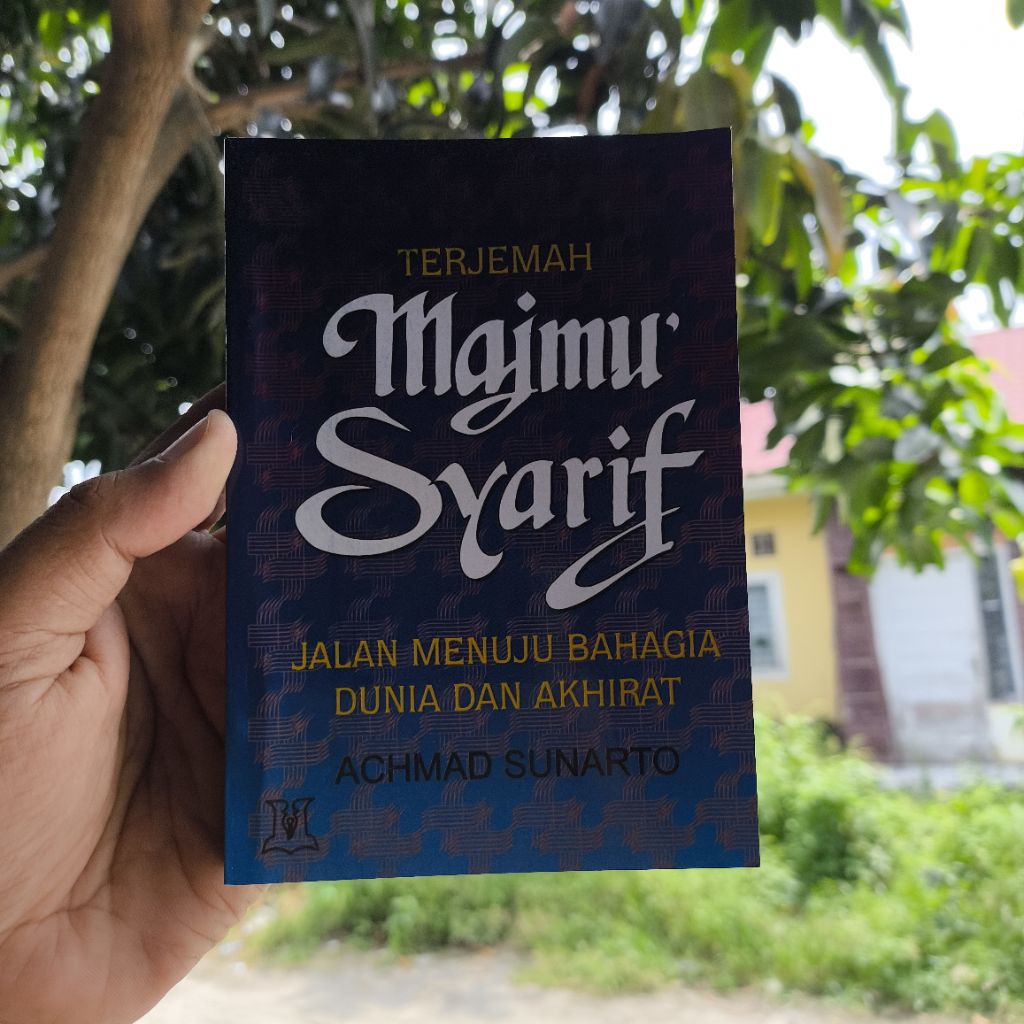 TERJEMAH
Majmu'
Syarif
JALAN MENUJU BAHAGIA
DUNIA DAN AKHIRAT
ACHMAD SUNARTO